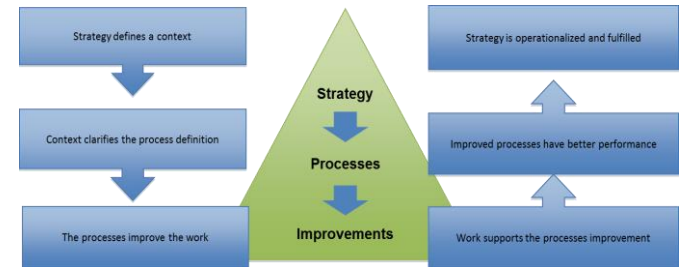 Strategy defines a context
Context clarifies the process definition
The processes improve the work
Strategy
Processes
Improvements
Strategy is operationalized and fulfilled
Improved processes have better performance
Work supports the processes improvement